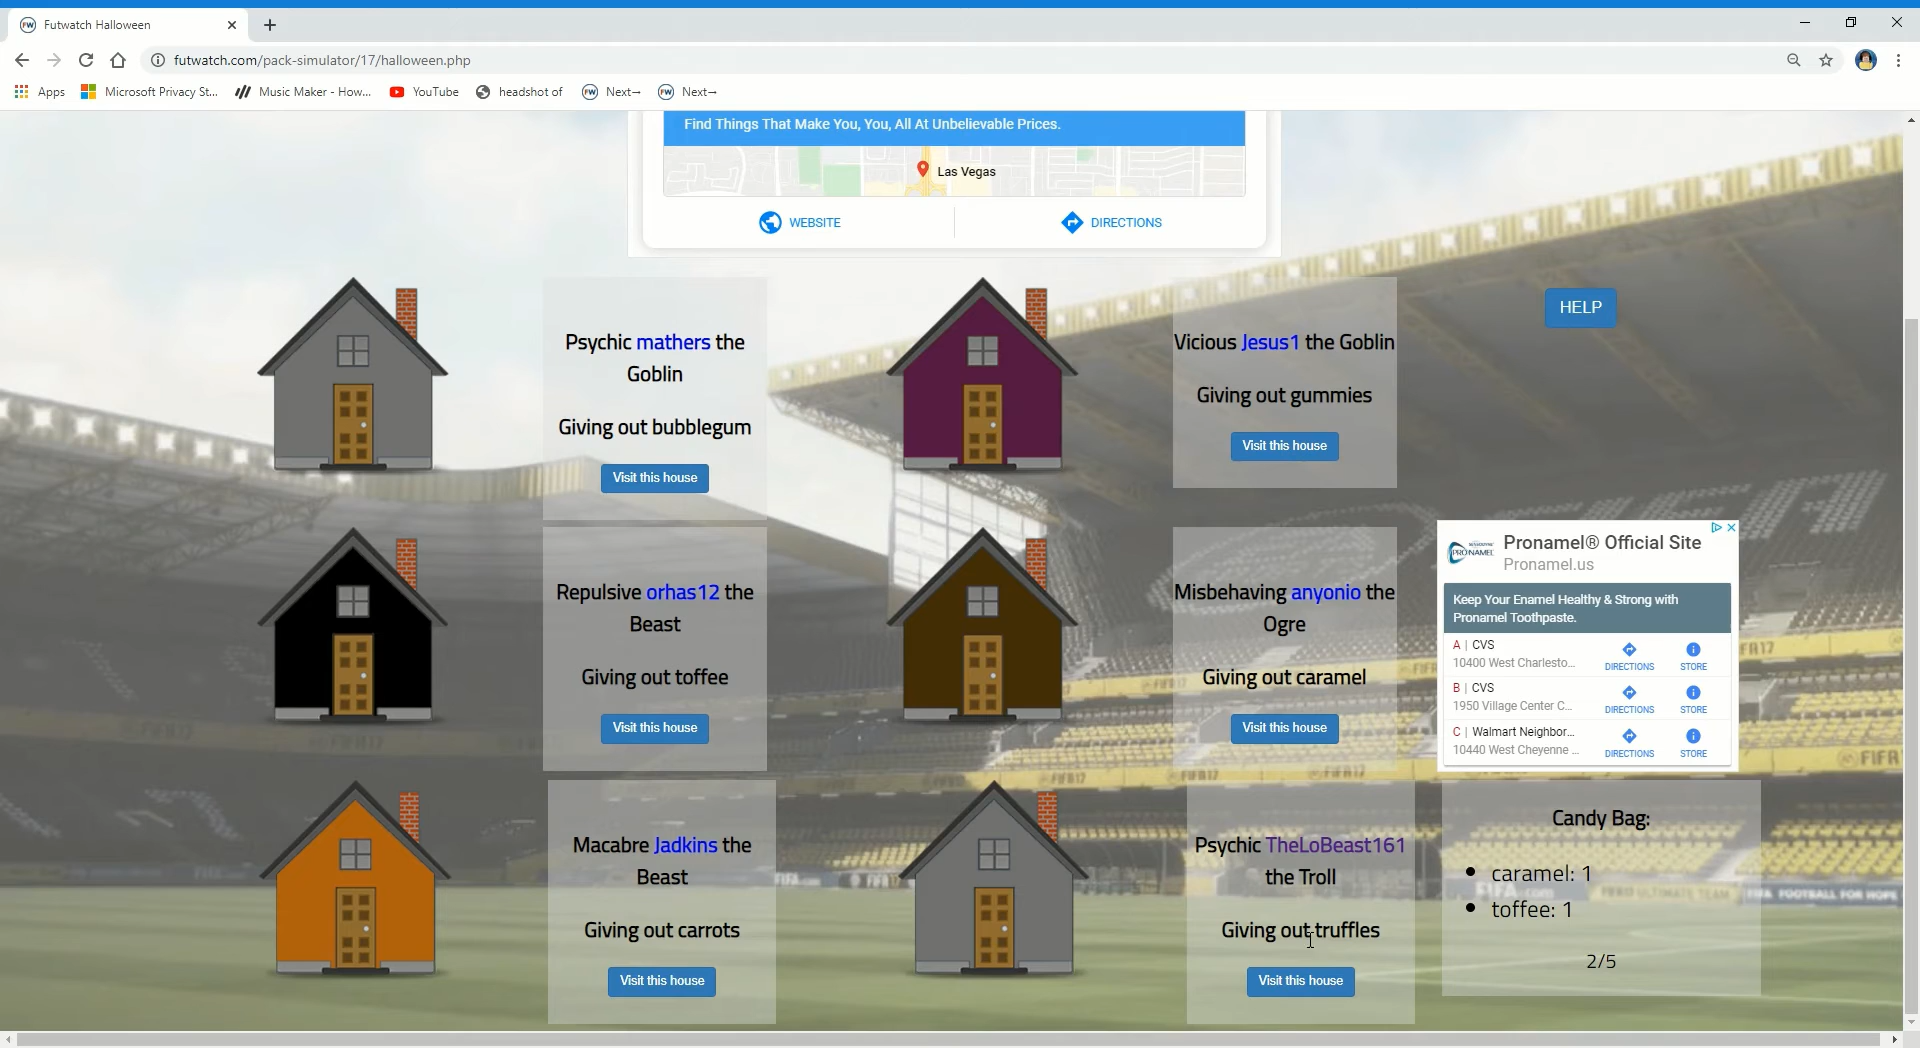 Futwatch Halloween
futwatch.com/pack-simulator/17/halloween.php
Apps
Microsoft Privacy St...
Music Maker - How...
YouTube
headshot of
FW
Next→
FW
Next→
Find Things That Make You, You, All At Unbelievable Prices.
Las Vegas
WEBSITE
DIRECTIONS
Psychic mathers the
Goblin
Giving out bubblegum
Visit this house
Vicious Jesus1 the Goblin
Giving out gummies
Visit this house
HELP
Repulsive orhas12 the
Beast
Giving out toffee
Visit this house
Misbehaving anyonio the
Ogre
Giving out caramel
Visit this house
PRONAMEL
Pronamel® Official Site
Pronamel.us
Keep Your Enamel Healthy & Strong with
Pronamel Toothpaste.
A | CVS
10400 West Charlesto...
DIRECTIONS
STORE
B | CVS
1950 Village Center C...
DIRECTIONS
STORE
C | Walmart Neighbor...
10440 West Cheyenne ...
DIRECTIONS
STORE
Macabre Jadkins the
Beast
Giving out carrots
Visit this house
Psychic TheLoBeast161
the Troll
Giving out truffles
Visit this house
Candy Bag:
caramel: 1
toffee: 1
2/5